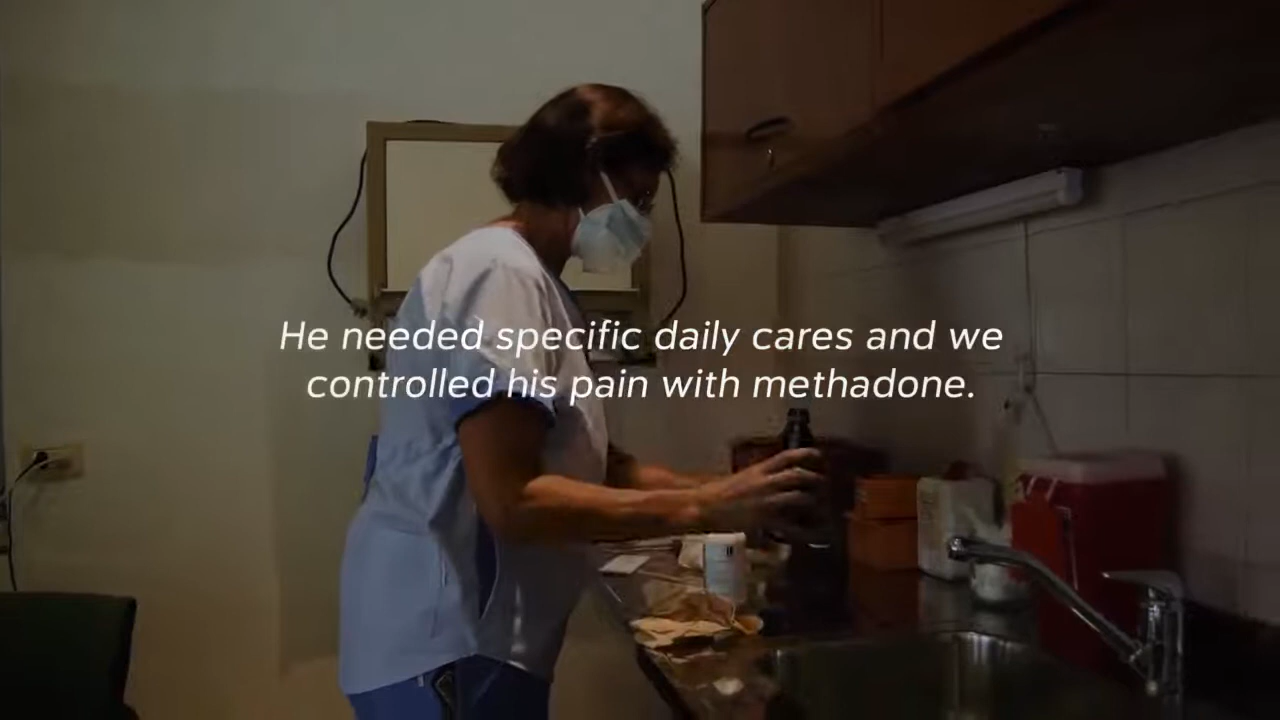 He needed specific daily cares and we
controlled his pain with methadone.